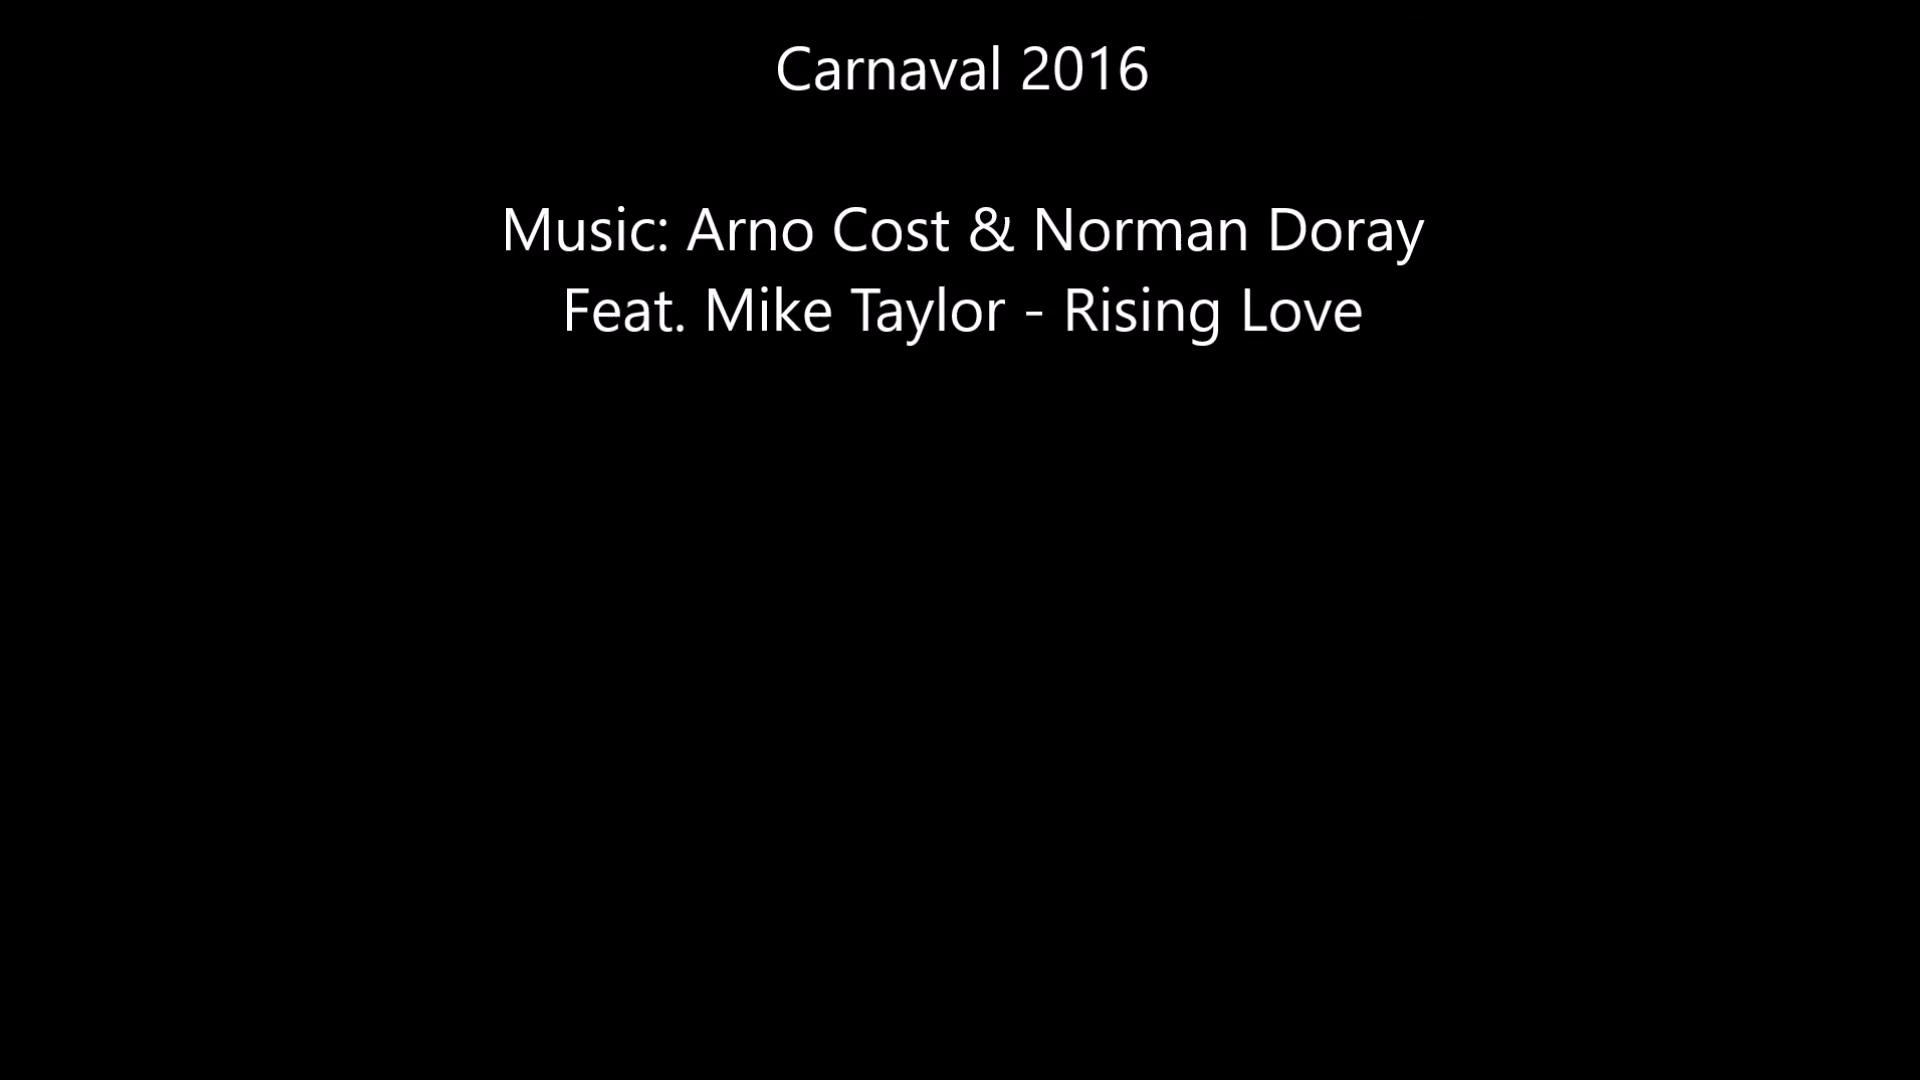 Carnaval 2016
Music: Arno Cost & Norman Doray
Feat. Mike Taylor - Rising Love